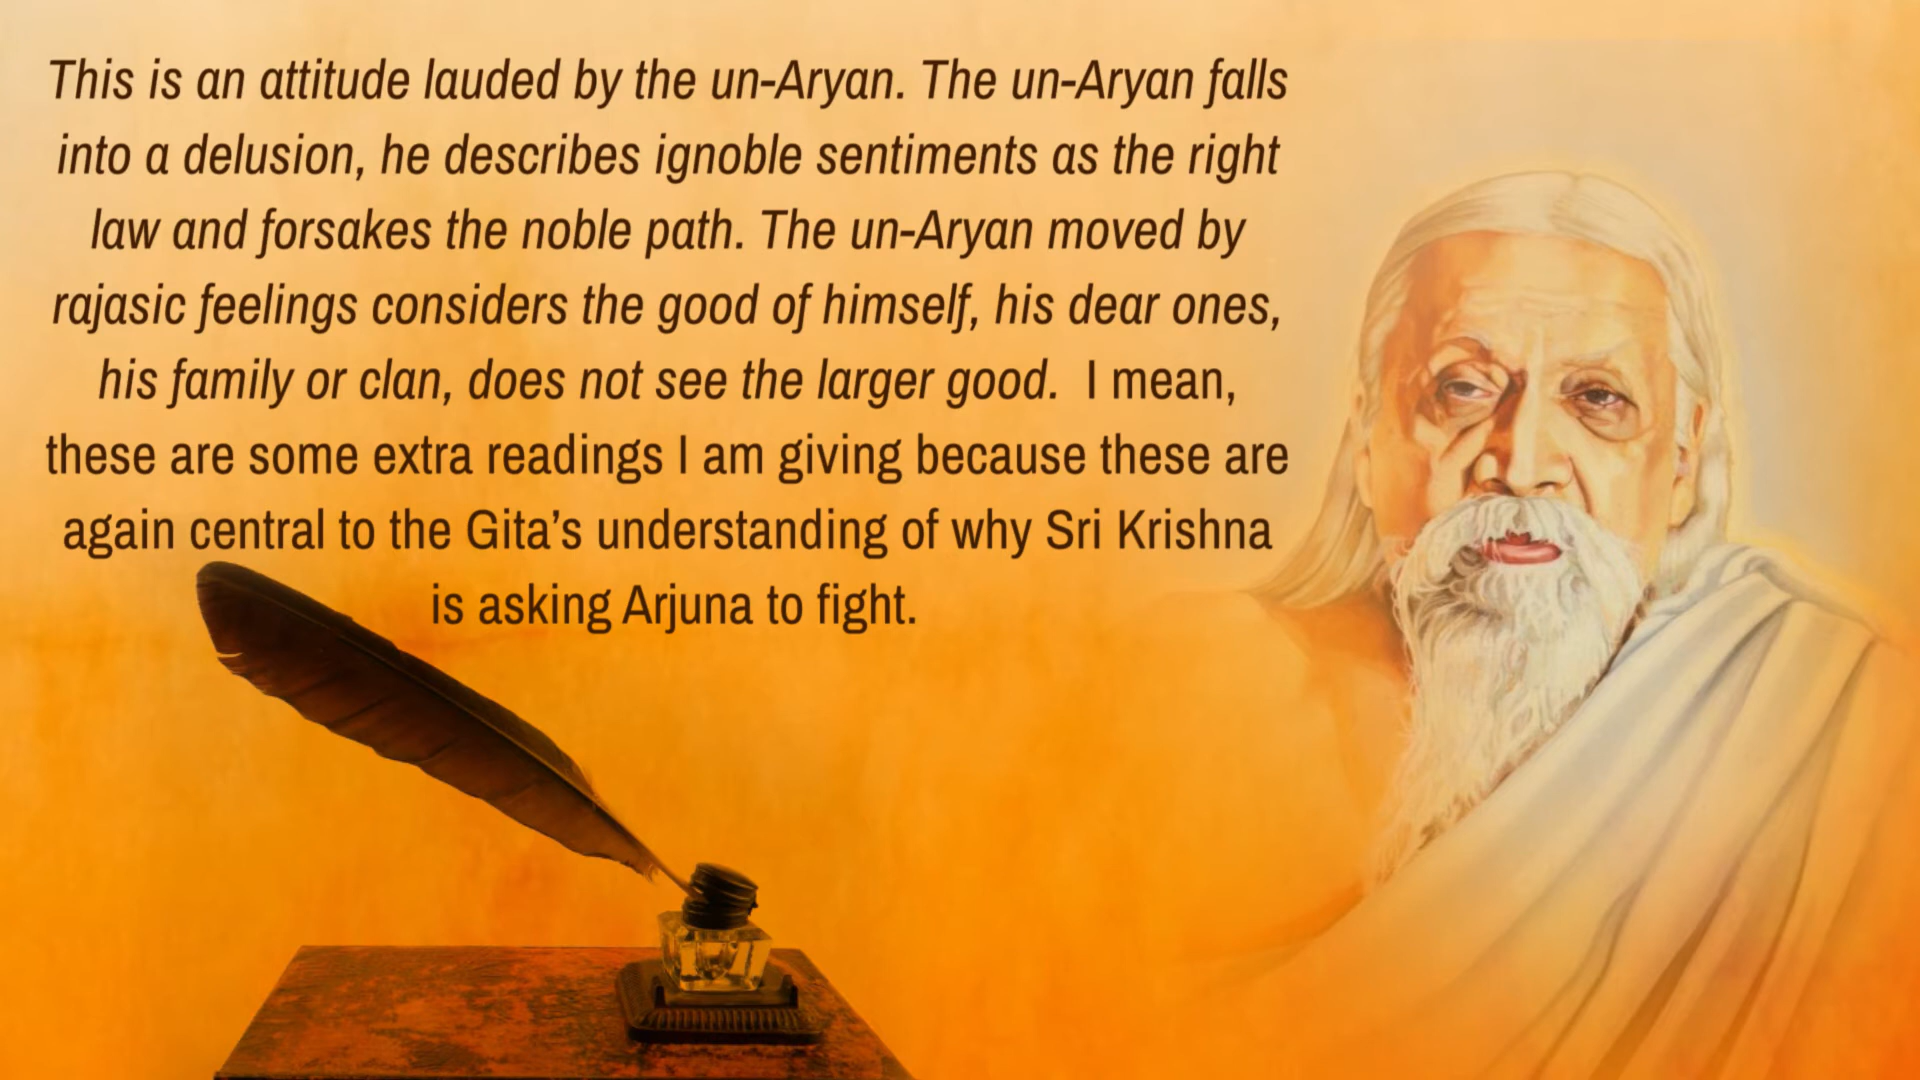 This is an attitude lauded by the un-Aryan. The un-Aryan falls
into a delusion, he describes ignoble sentiments as the right
law and forsakes the noble path. The un-Aryan moved by
rajasic feelings considers the good of himself, his dear ones,
his family or clan, does not see the larger good. I mean,
these are some extra readings I am giving because these are
again central to the Gita’s understanding of why Sri Krishna
is asking Arjuna to fight.